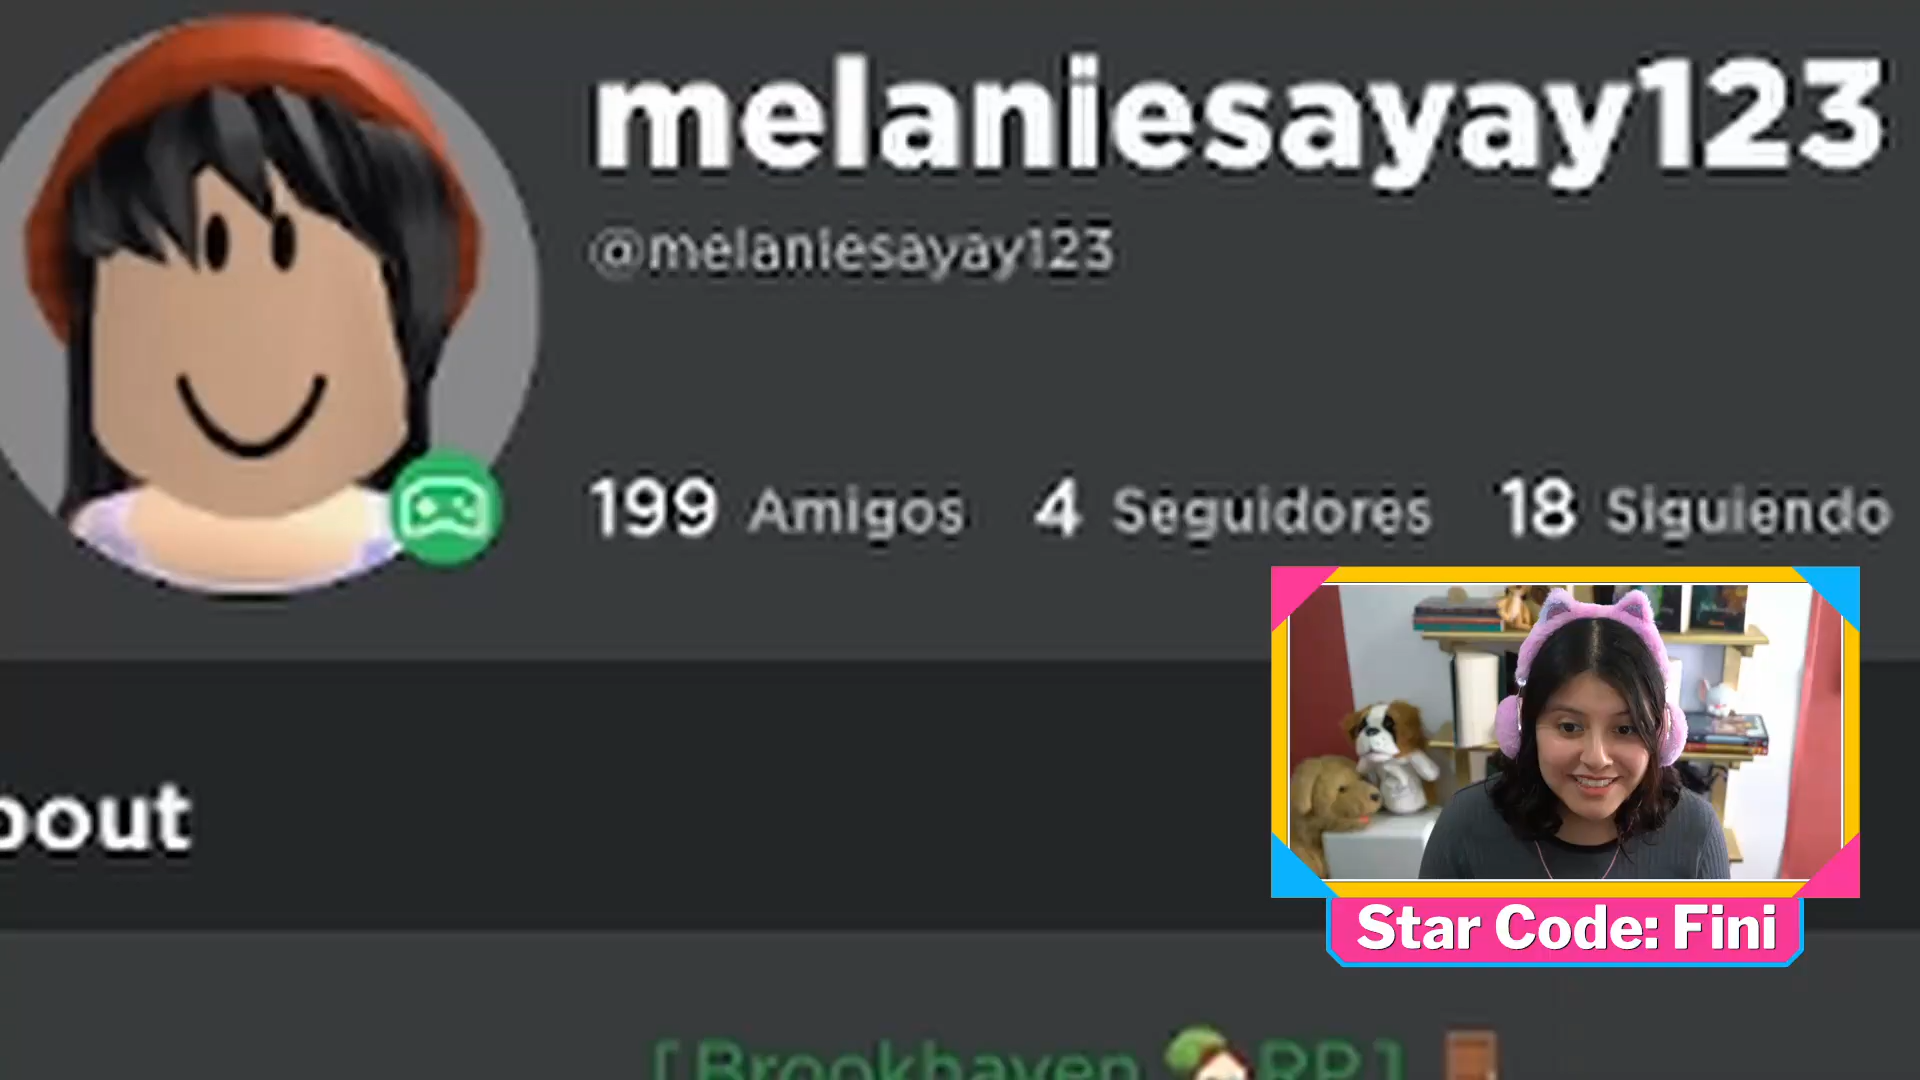 melaniesayay123
@melaniesayay123
199 Amigos 4 Seguidores 18 Siguiendo
bout
Star Code: Fini
[Brookhaven RP]